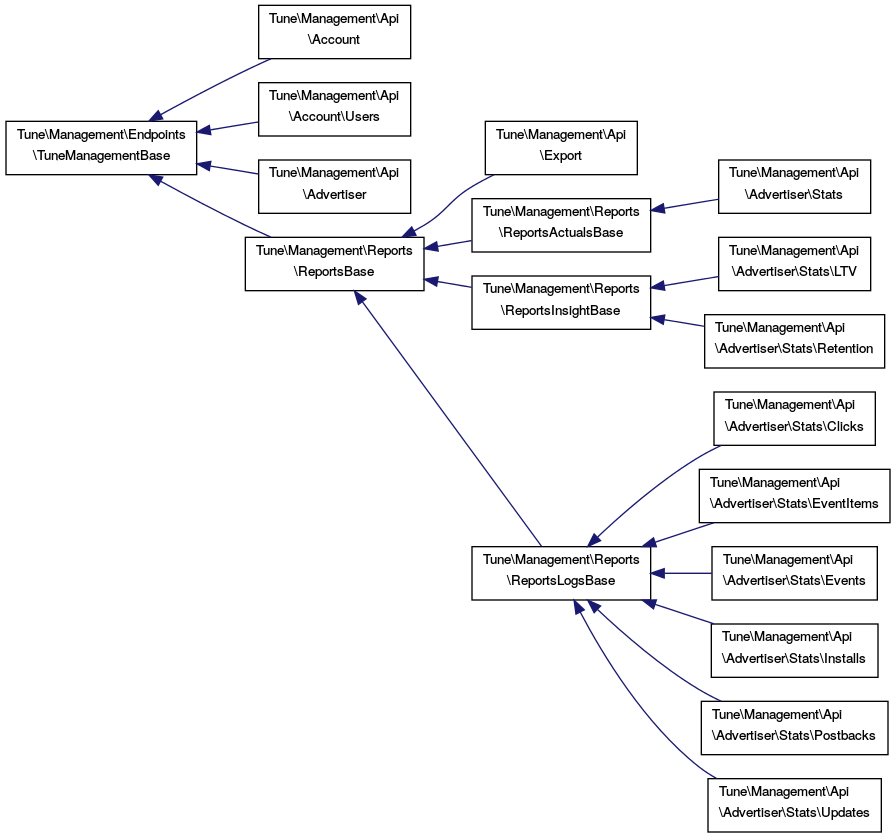 Tune\Management\Api
\Account
Tune\Management\Api
\Account\Users
Tune\Management\Endpoints
\TuneManagementBase
Tune\Management\Api
\Export
Tune\Management\Api
\Advertiser
Tune\Management\Api
\Advertiser\Stats
Tune\Management\Reports
\ReportsActualsBase
Tune\Management\Reports
\ReportsBase
Tune\Management\Api
\Advertiser\Stats\LTV
Tune\Management\Reports
\ReportsInsightBase
Tune\Management\Api
\Advertiser\Stats\Retention
Tune\Management\Api
\Advertiser\Stats\Clicks
Tune\Management\Api
\Advertiser\Stats\EventItems
Tune\Management\Reports
\ReportsLogsBase
Tune\Management\Api
\Advertiser\Stats\Events
Tune\Management\Api
\Advertiser\Stats\Installs
Tune\Management\Api
\Advertiser\Stats\Postbacks
Tune\Management\Api
\Advertiser\Stats\Updates